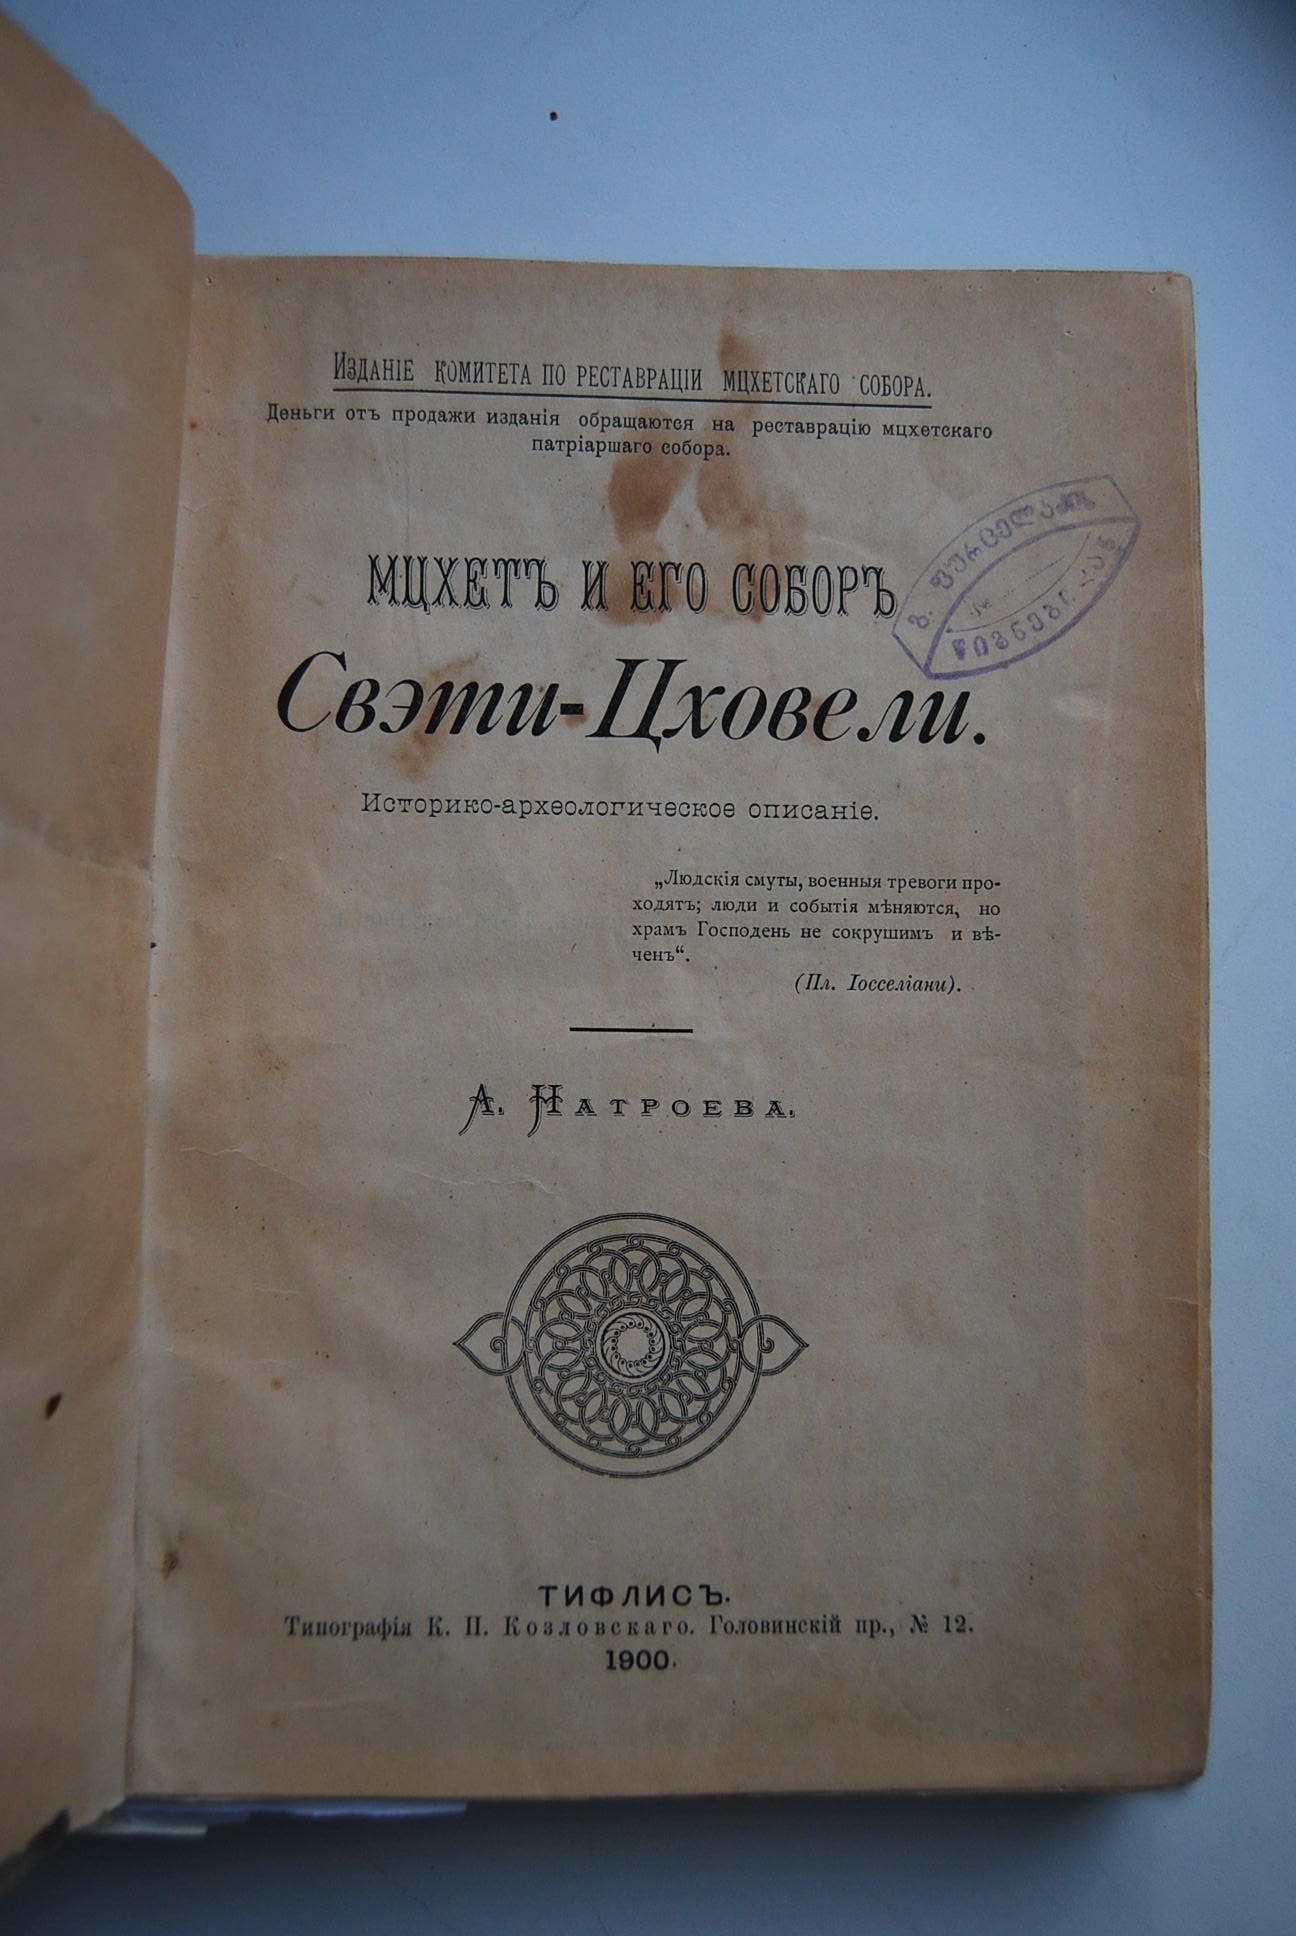 Изданіе комитета по реставраціи мцхетскаго собора.
Деньги отъ продажи изданія обращаются на реставрацію мцхетскаго
патріаршаго собора.
МЦХЕТЪ И ЕГО СОБОРЪ
Свэти-Цховели.
Историко-археологическое описаніе.
„Людскія смуты, военныя тревоги про-
ходятъ; люди и событія мѣняются, но
храмъ Господень не сокрушимъ и вѣ-
ченъ“.
(Пл. Іосселіани).
А. Натроева.
ТИФЛИСЪ.
Типографія К. П. Козловскаго. Головинскій пр., № 12.
1900.